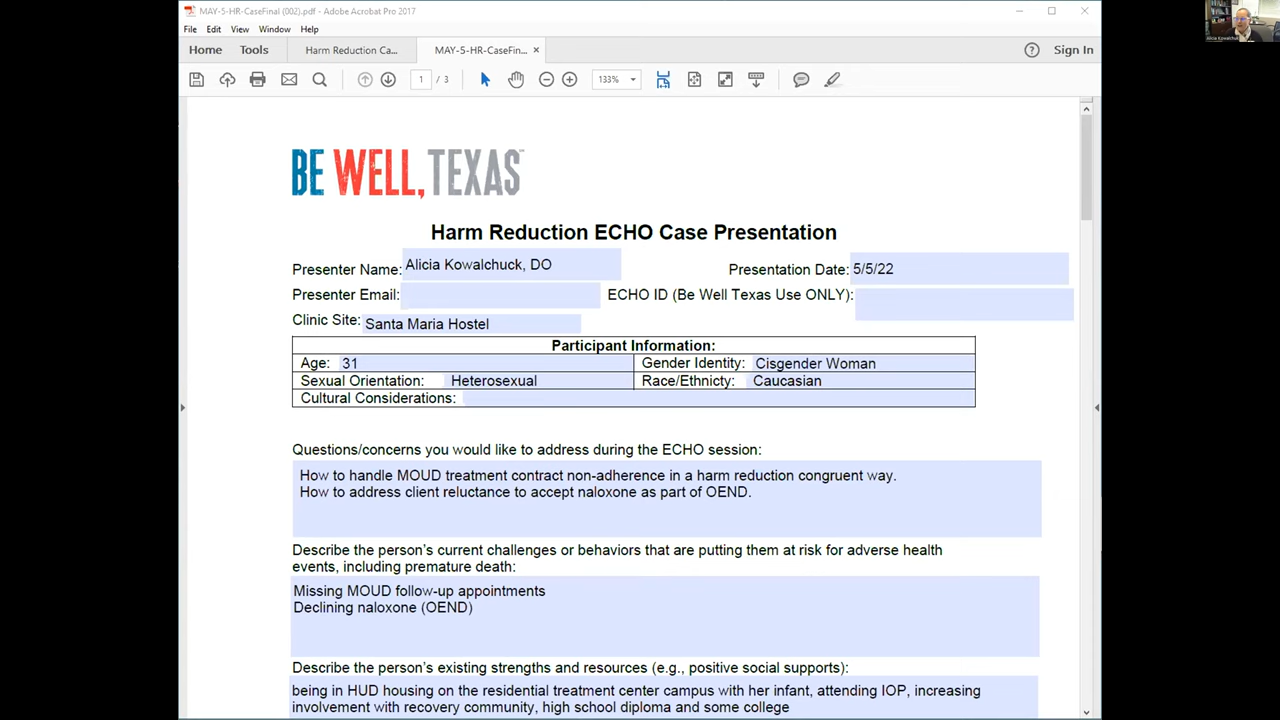 MAY-5-HR-CaseFinal (002).pdf - Adobe Acrobat Pro 2017
File Edit View Window Help
Home Tools Harm Reduction Ca... MAY-5-HR-CaseFin... × Sign In
1 / 3 133%
BE WELL, TEXAS
Harm Reduction ECHO Case Presentation
Presenter Name: Alicia Kowalchuck, DO Presentation Date: 5/5/22
Presenter Email: ECHO ID (Be Well Texas Use ONLY):
Clinic Site: Santa Maria Hostel
Participant Information:
Age: 31 Gender Identity: Cisgender Woman
Sexual Orientation: Heterosexual Race/Ethnicty: Caucasian
Cultural Considerations:
Questions/concerns you would like to address during the ECHO session:
How to handle MOUD treatment contract non-adherence in a harm reduction congruent way.
How to address client reluctance to accept naloxone as part of OEND.
Describe the person's current challenges or behaviors that are putting them at risk for adverse health
events, including premature death:
Missing MOUD follow-up appointments
Declining naloxone (OEND)
Describe the person's existing strengths and resources (e.g., positive social supports):
being in HUD housing on the residential treatment center campus with her infant, attending IOP, increasing
involvement with recovery community, high school diploma and some college